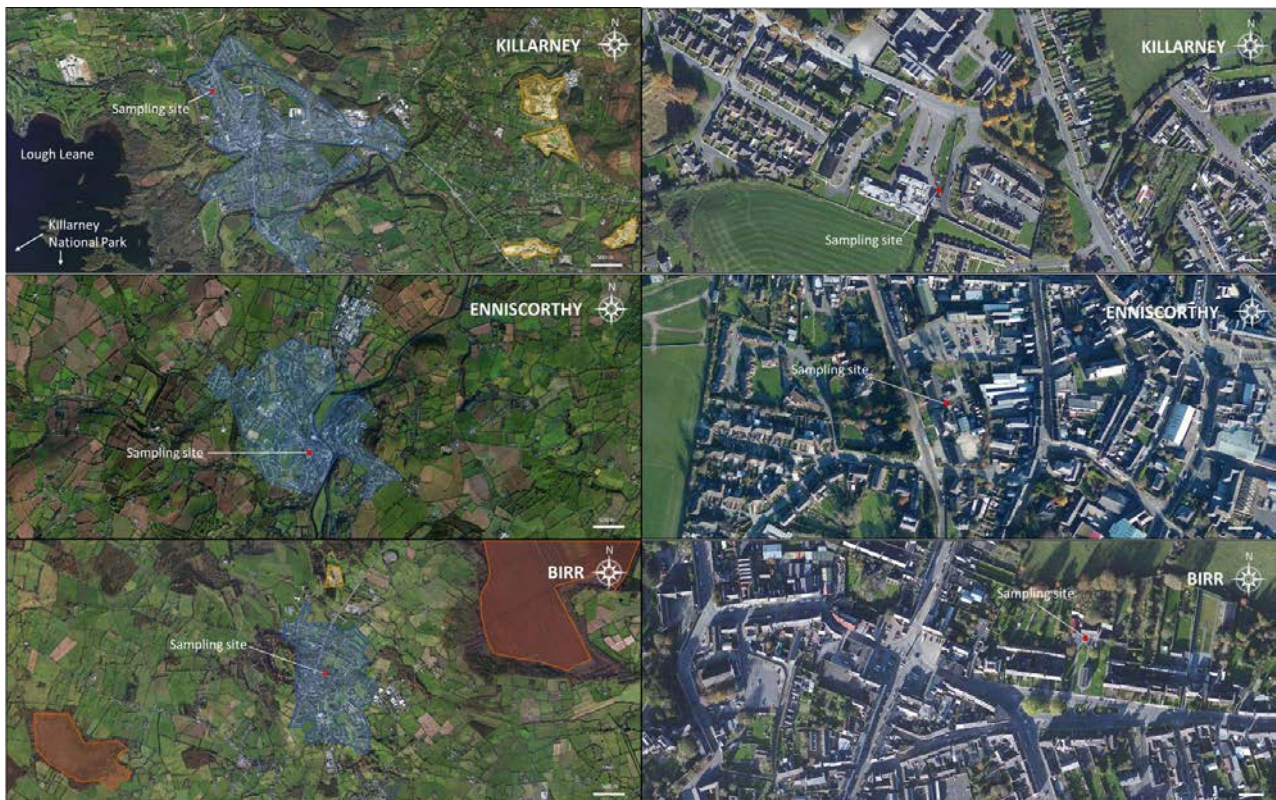 N
KILLARNEY
Sampling site
Lough Leane
Killarney
National Park
500 m
N
KILLARNEY
Sampling site
N
ENNISCORTHY
Sampling site
N
ENNISCORTHY
Sampling site
N
BIRR
Sampling site
N
BIRR
Sampling site